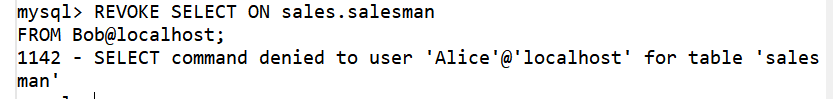 mysql> REVOKE SELECT ON sales.salesman
FROM Bob@localhost;
1142 - SELECT command denied to user 'Alice'@'localhost' for table 'sales
man'